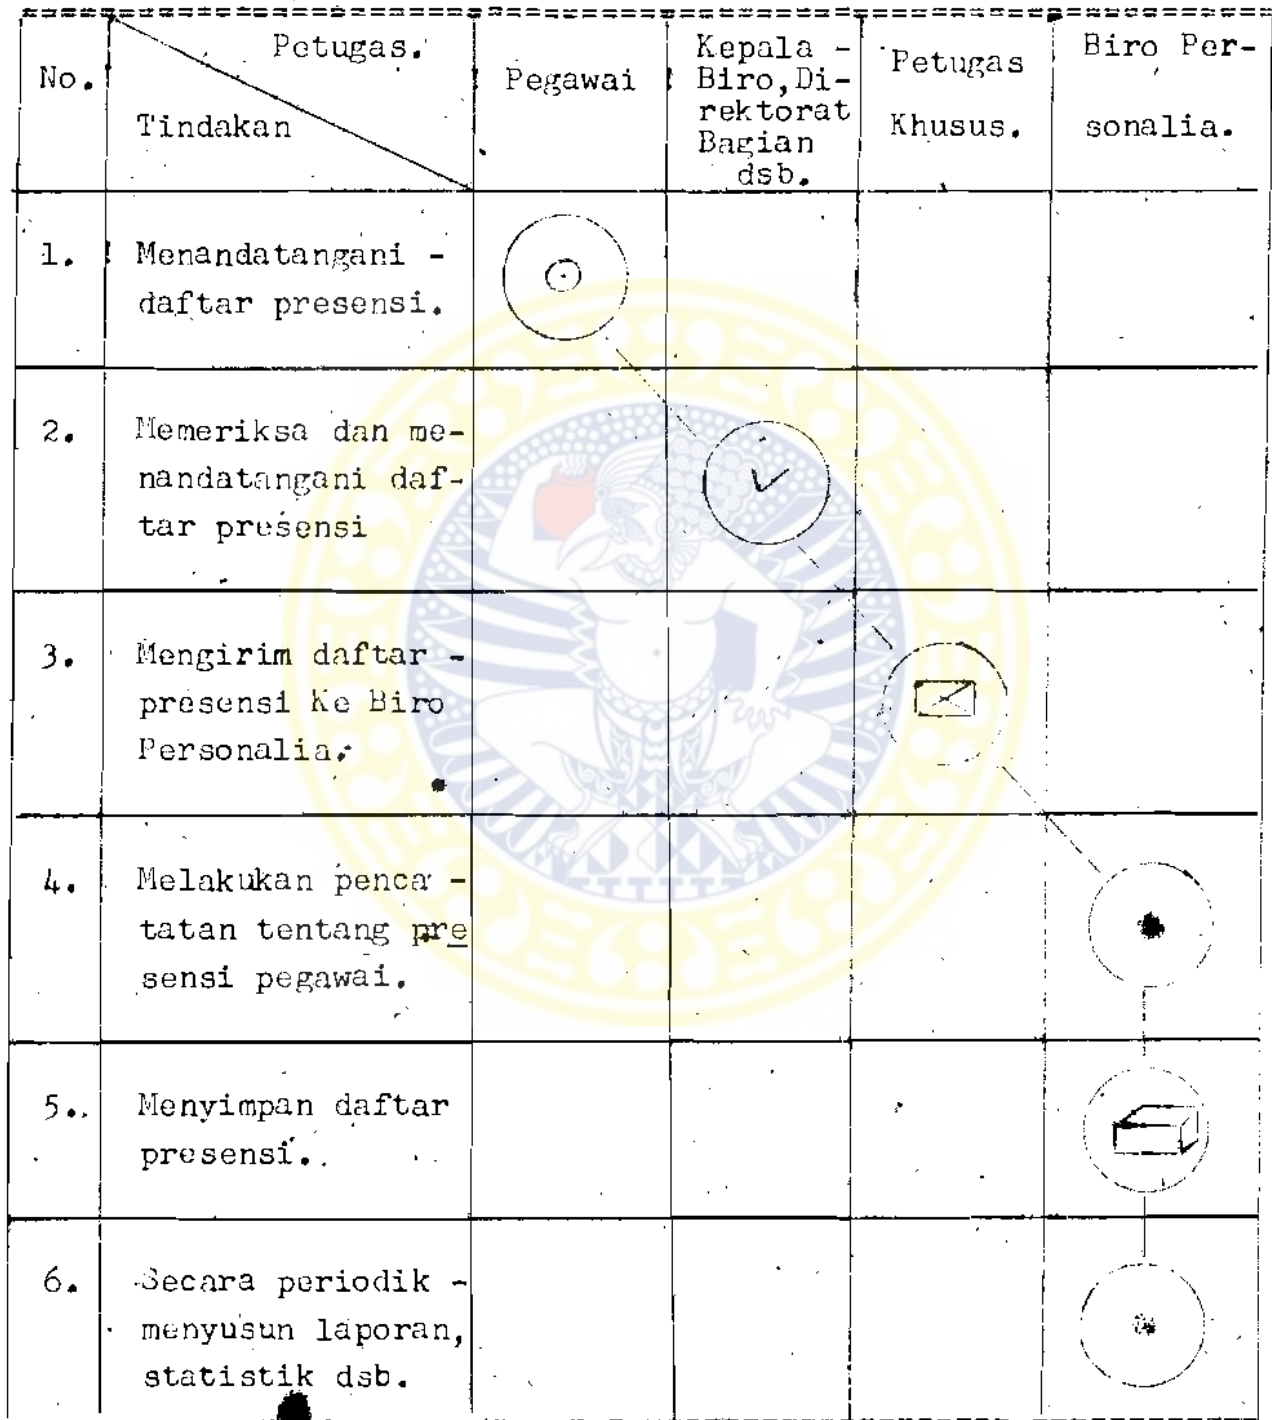 No.
Petugas.
Tindakan
Pegawai
Kepala -
Biro, Di-
rektorat
Bagian
dsb.
Petugas
Khusus.
Biro Per-
sonalia.
1.
Menandatangani -
daftar presensi.
2.
Memeriksa dan me-
nandatangani daf-
tar presensi
3.
Mengirim daftar -
presensi Ke Biro
Personalia.
4.
Melakukan penca -
tatan tentang pre
sensi pegawai.
5.
Menyimpan daftar
presensi.
6.
Secara periodik -
menyusun laporan,
statistik dsb.